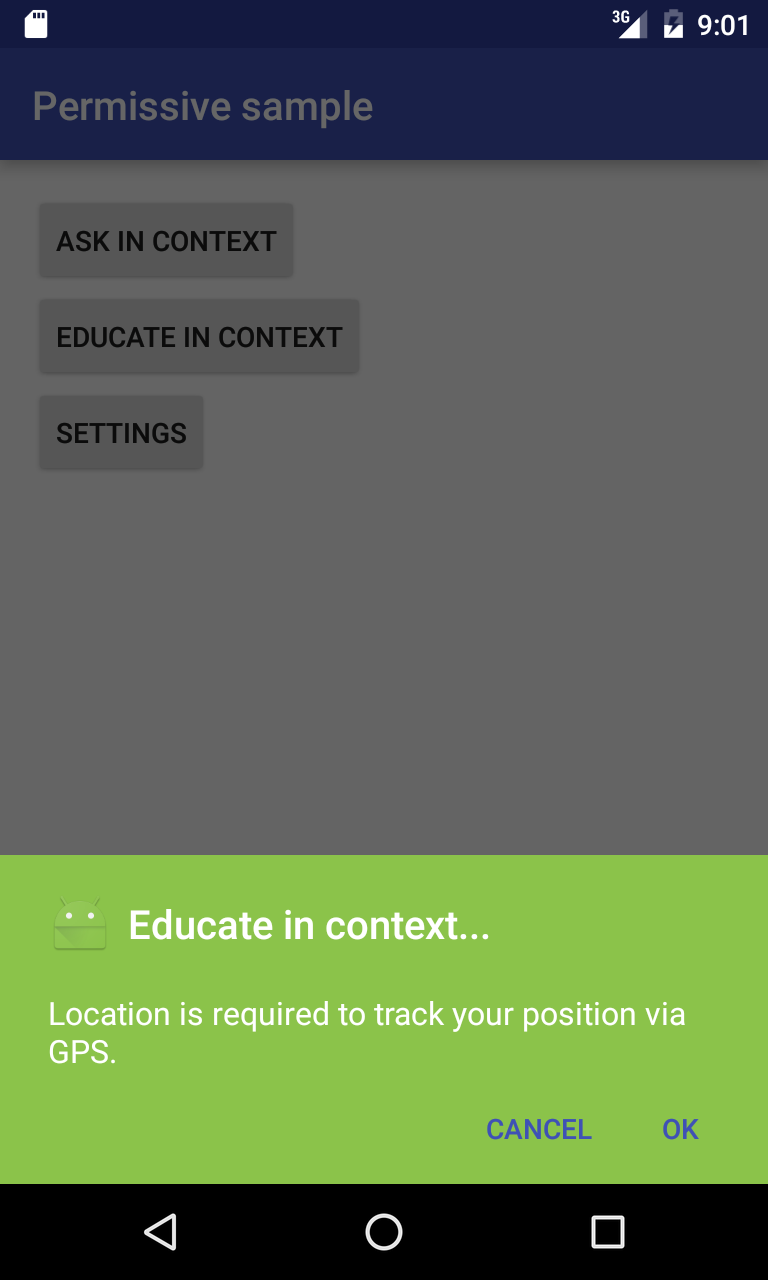 3G 9:01
Permissive sample
ASK IN CONTEXT
EDUCATE IN CONTEXT
SETTINGS
Educate in context...
Location is required to track your position via
GPS.
CANCEL OK